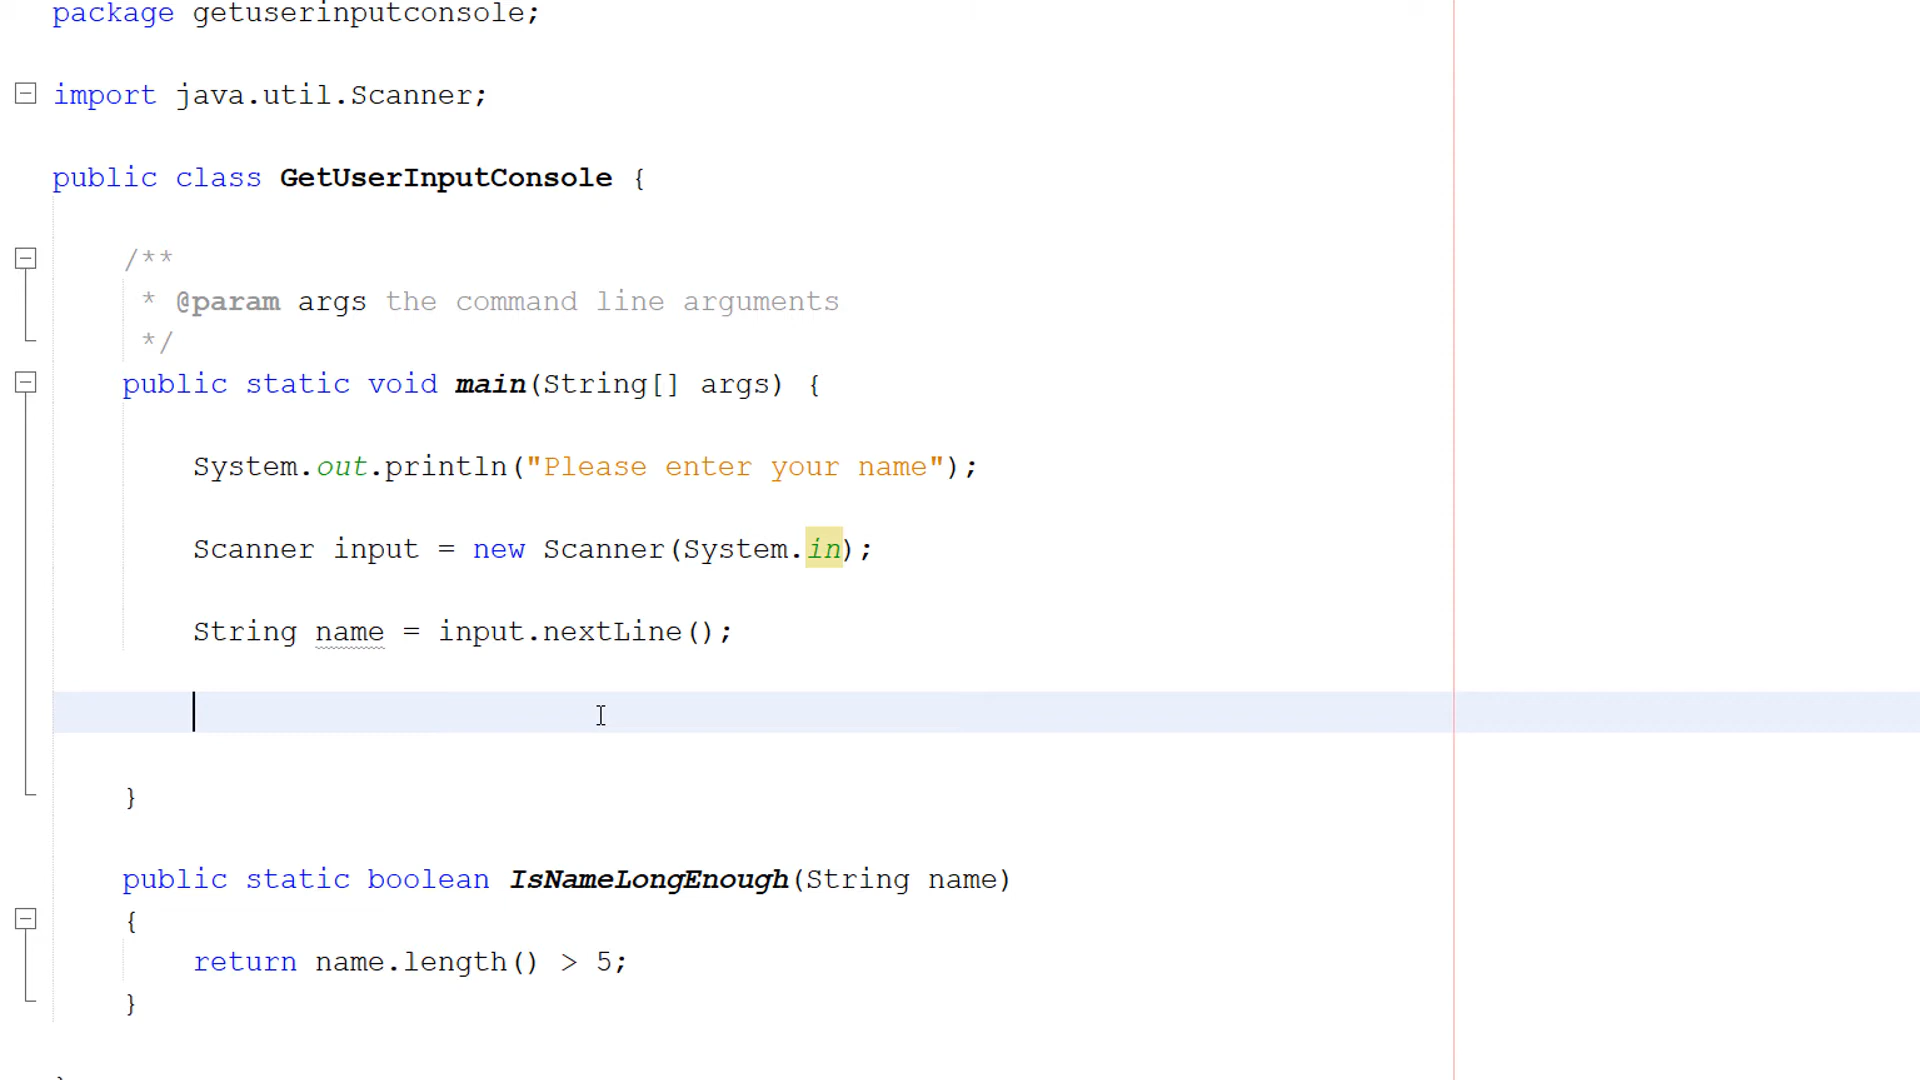 package getuserinputconsole;
import java.util.Scanner;
public class GetUserInputConsole {
/**
* @param args the command line arguments
*/
public static void main(String[] args) {
System.out.println("Please enter your name");
Scanner input = new Scanner(System.in);
String name = input.nextLine();
}
public static boolean IsNameLongEnough(String name)
{
return name.length() > 5;
}
}